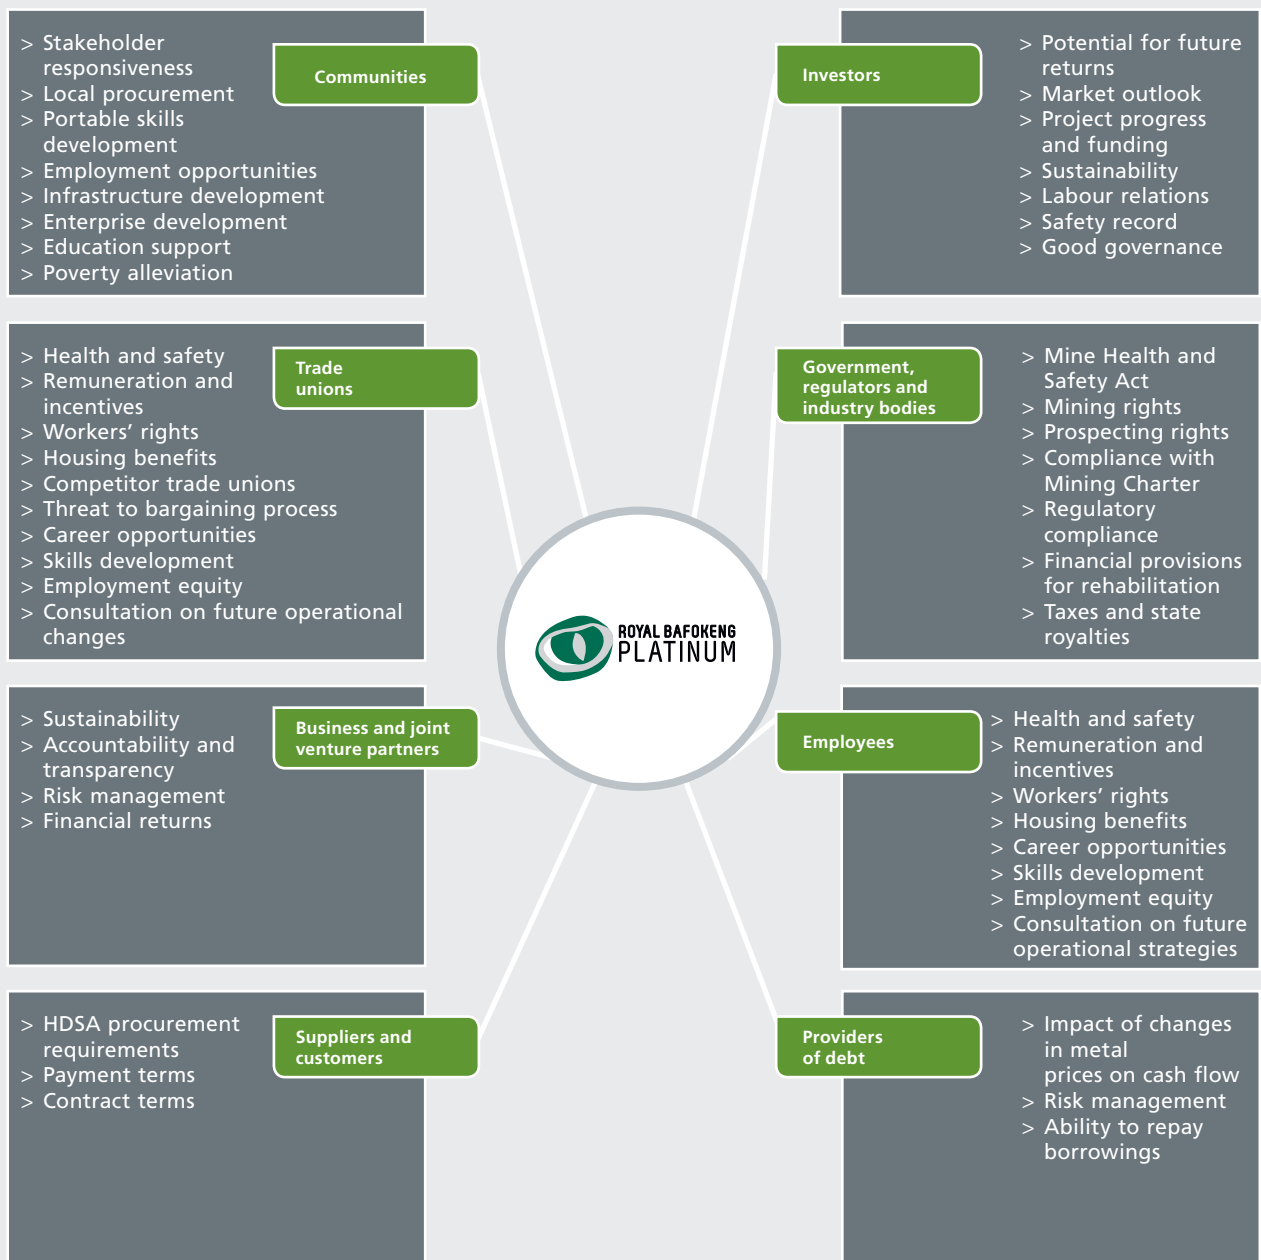 > Stakeholder
responsiveness
> Local procurement
> Portable skills
development
> Employment opportunities
> Infrastructure development
> Enterprise development
> Education support
> Poverty alleviation
Communities
Investors
> Potential for future
returns
> Market outlook
> Project progress
and funding
> Sustainability
> Labour relations
> Safety record
> Good governance
> Health and safety
> Remuneration and
incentives
> Workers’ rights
> Housing benefits
> Competitor trade unions
> Threat to bargaining process
> Career opportunities
> Skills development
> Employment equity
> Consultation on future operational
changes
Trade
unions
Government,
regulators and
industry bodies
> Mine Health and
Safety Act
> Mining rights
> Prospecting rights
> Compliance with
Mining Charter
> Regulatory
compliance
> Financial provisions
for rehabilitation
> Taxes and state
royalties
ROYAL BAFOKENG
PLATINUM
> Sustainability
> Accountability and
transparency
> Risk management
> Financial returns
Business and joint
venture partners
Employees
> Health and safety
> Remuneration and
incentives
> Workers’ rights
> Housing benefits
> Career opportunities
> Skills development
> Employment equity
> Consultation on future
operational strategies
> HDSA procurement
requirements
> Payment terms
> Contract terms
Suppliers and
customers
Providers
of debt
> Impact of changes
in metal
prices on cash flow
> Risk management
> Ability to repay
borrowings